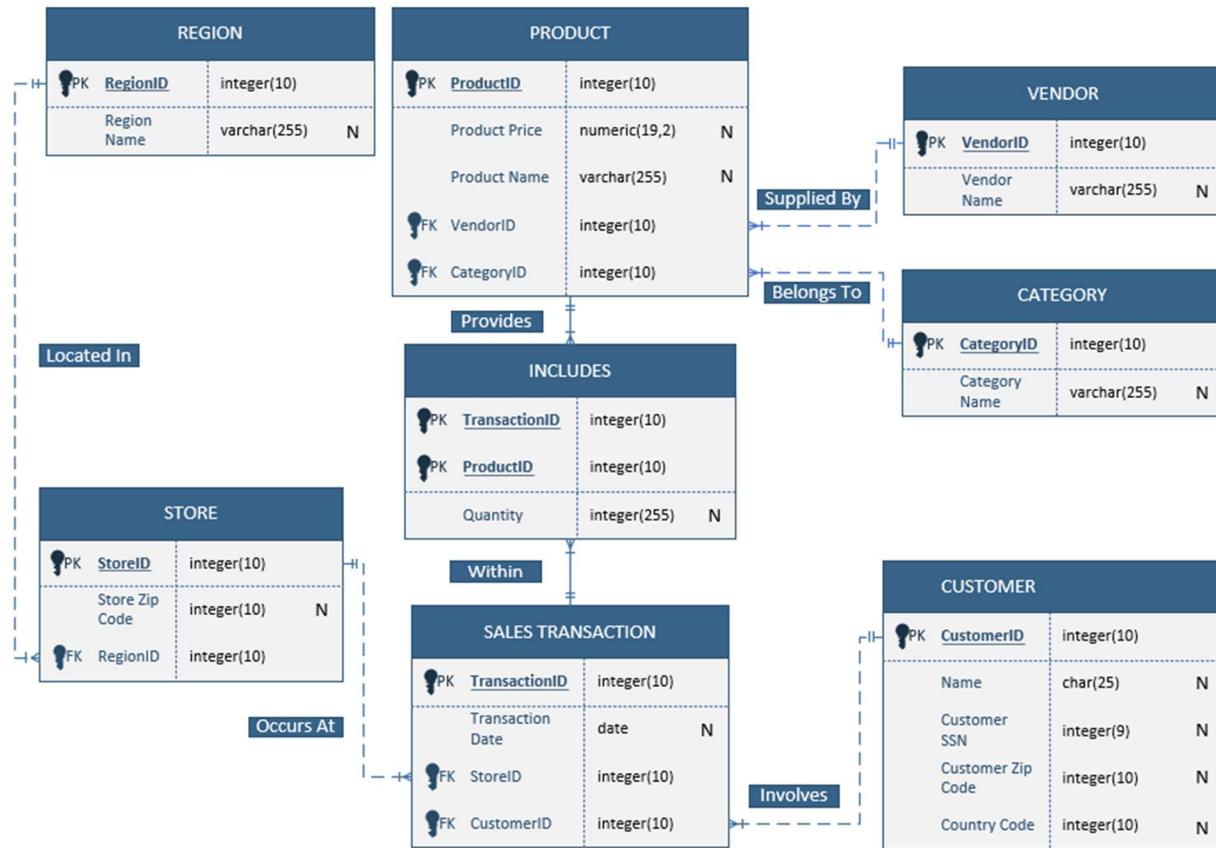 REGION
PK RegionID integer(10)
Region
Name
varchar(255) N
PRODUCT
PK ProductID integer(10)
Product Price numeric(19,2) N
Product Name varchar(255) N
FK VendorID integer(10)
FK CategoryID integer(10)
VENDOR
PK VendorID integer(10)
Vendor
Name
varchar(255) N
Supplied By
Belongs To
CATEGORY
PK CategoryID integer(10)
Category
Name
varchar(255) N
Provides
Located In
INCLUDES
PK TransactionID integer(10)
PK ProductID integer(10)
Quantity integer(255) N
STORE
PK StoreID integer(10)
Store Zip
Code
integer(10) N
FK RegionID integer(10)
Within
Occurs At
SALES TRANSACTION
PK TransactionID integer(10)
Transaction
Date
date N
FK StoreID integer(10)
FK CustomerID integer(10)
Involves
CUSTOMER
PK CustomerID integer(10)
Name char(25) N
Customer
SSN
integer(9) N
Customer Zip
Code
integer(10) N
Country Code integer(10) N